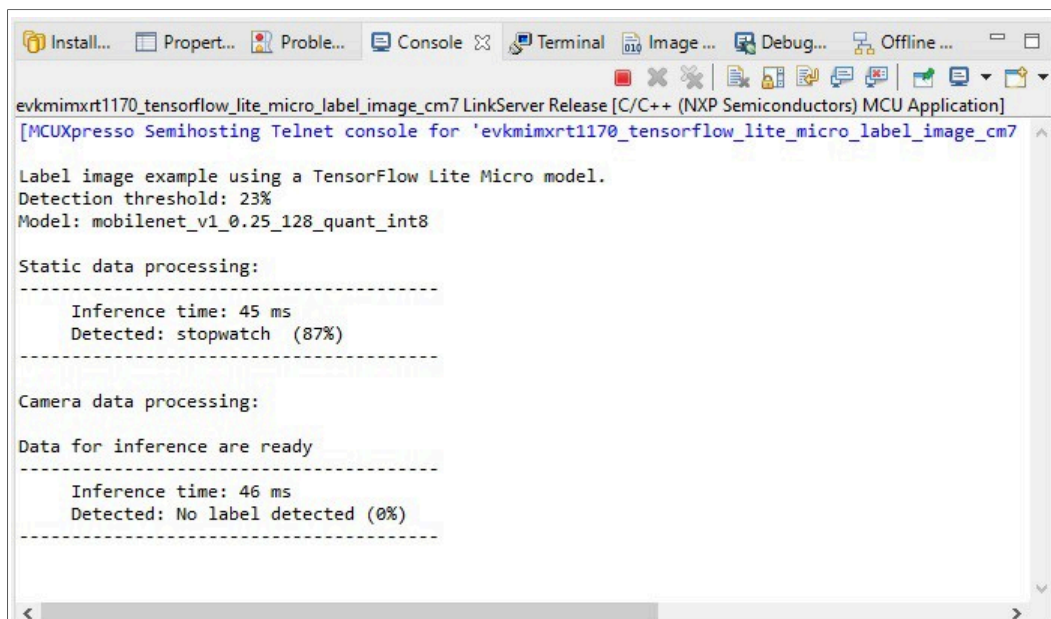 Install... Propert... Proble... Console Terminal Image ... Debug... Offline ...
evkmimxrt1170_tensorflow_lite_micro_label_image_cm7 LinkServer Release [C/C++ (NXP Semiconductors) MCU Application]
[MCUXpresso Semihosting Telnet console for 'evkmimxrt1170_tensorflow_lite_micro_label_image_cm7
Label image example using a TensorFlow Lite Micro model.
Detection threshold: 23%
Model: mobilenet_v1_0.25_128_quant_int8
Static data processing:
----------------------------------------
Inference time: 45 ms
Detected: stopwatch (87%)
----------------------------------------
Camera data processing:
Data for inference are ready
----------------------------------------
Inference time: 46 ms
Detected: No label detected (0%)
----------------------------------------